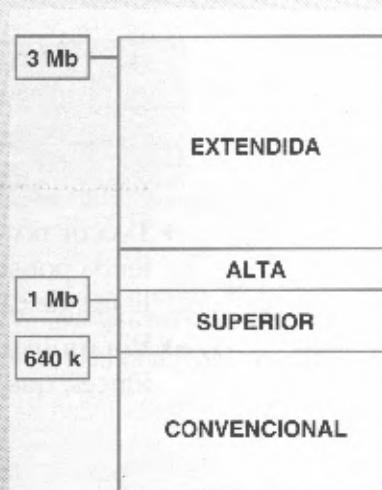 3 Mb
EXTENDIDA
ALTA
1 Mb
SUPERIOR
640 k
CONVENCIONAL